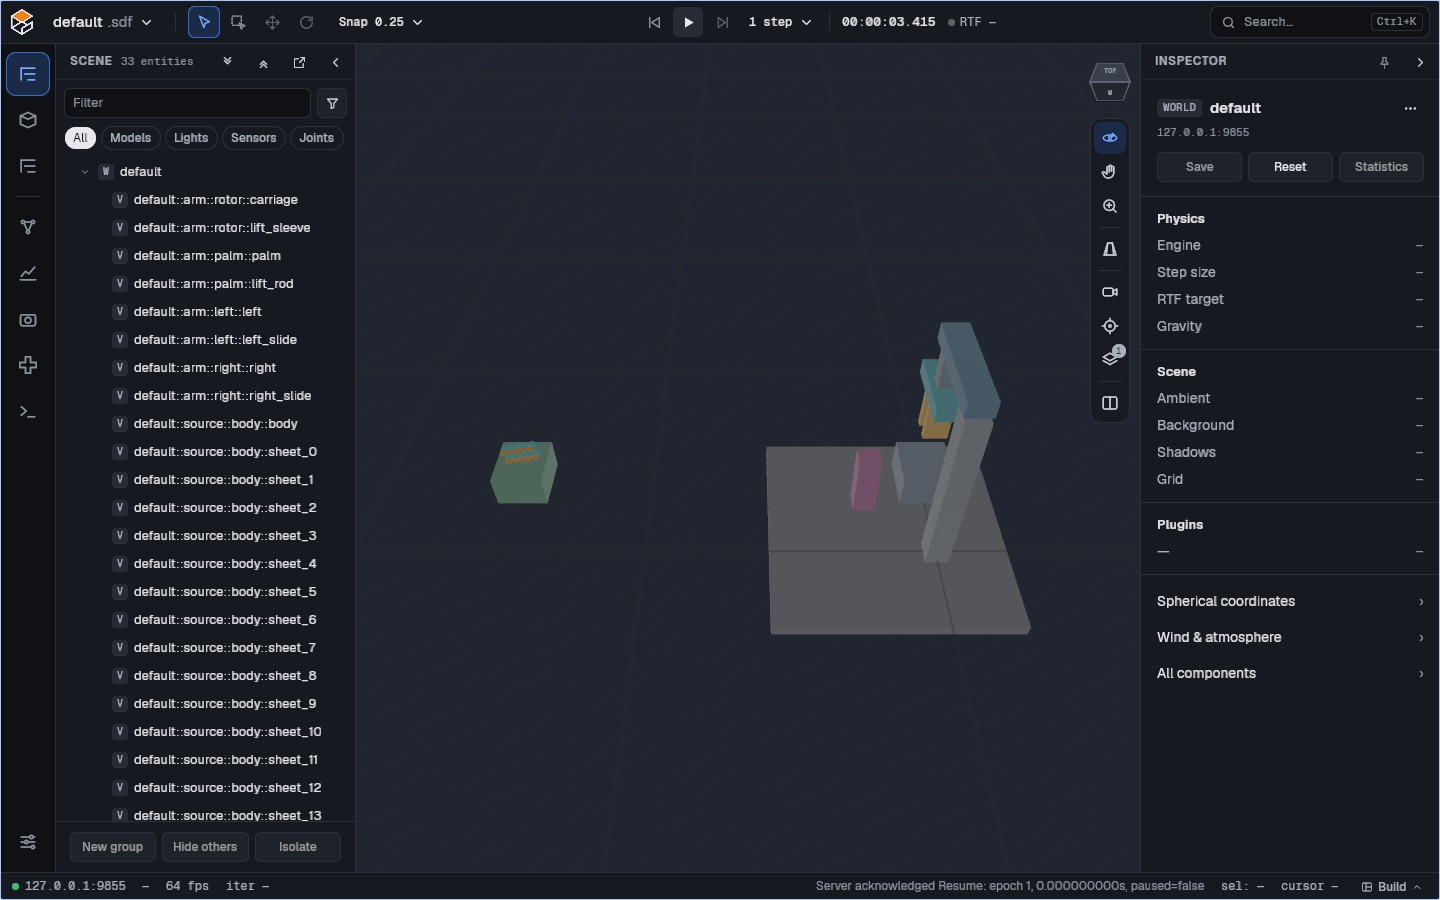 default .sdf
Snap 0.25
1 step
00:00:03.415
RTF –
Search...
Ctrl+K
SCENE 33 entities
Filter
All
Models
Lights
Sensors
Joints
W default
V default::arm::rotor::carriage
V default::arm::rotor::lift_sleeve
V default::arm::palm::palm
V default::arm::palm::lift_rod
V default::arm::left::left
V default::arm::left::left_slide
V default::arm::right::right
V default::arm::right::right_slide
V default::source::body::body
V default::source::body::sheet_0
V default::source::body::sheet_1
V default::source::body::sheet_2
V default::source::body::sheet_3
V default::source::body::sheet_4
V default::source::body::sheet_5
V default::source::body::sheet_6
V default::source::body::sheet_7
V default::source::body::sheet_8
V default::source::body::sheet_9
V default::source::body::sheet_10
V default::source::body::sheet_11
V default::source::body::sheet_12
V default::source::body::sheet_13
New group
Hide others
Isolate
TOP
1
INSPECTOR
WORLD default
127.0.0.1:9855
Save
Reset
Statistics
Physics
Engine –
Step size –
RTF target –
Gravity –
Scene
Ambient –
Background –
Shadows –
Grid –
Plugins
— –
Spherical coordinates
Wind & atmosphere
All components
127.0.0.1:9855 – 64 fps iter –
Server acknowledged Resume: epoch 1, 0.000000000s, paused=false sel: – cursor – Build